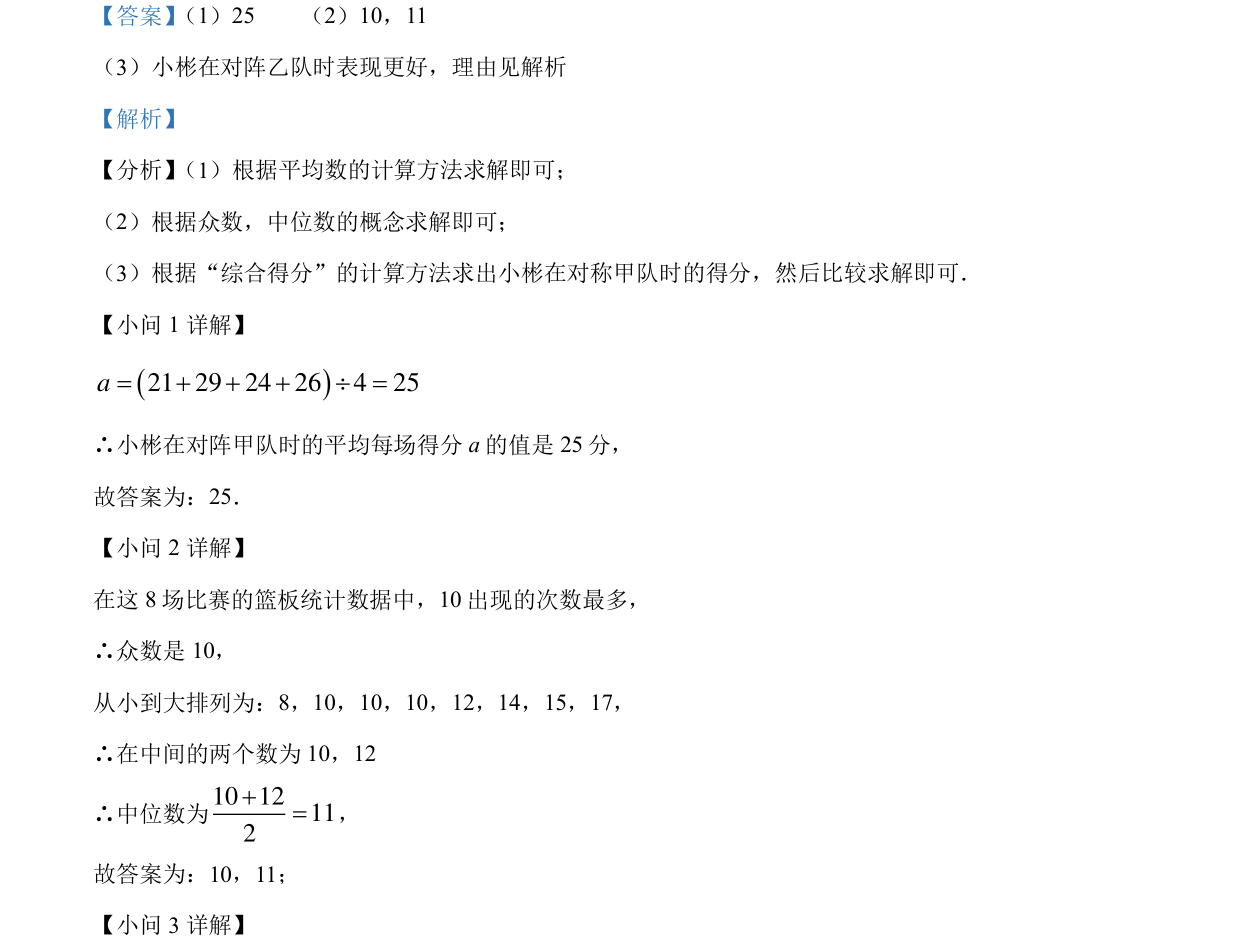 【答案】（1）25 （2）10，11
（3）小彬在对阵乙队时表现更好，理由见解析
【解析】
【分析】（1）根据平均数的计算方法求解即可；
（2）根据众数，中位数的概念求解即可；
（3）根据“综合得分”的计算方法求出小彬在对称甲队时的得分，然后比较求解即可．
【小问 1 详解】
a =(21+29+24+26)÷4 = 25
∴小彬在对阵甲队时的平均每场得分 a 的值是 25 分，
故答案为：25．
【小问 2 详解】
在这 8 场比赛的篮板统计数据中，10 出现的次数最多，
∴众数是 10，
从小到大排列为：8，10，10，10，12，14，15，17，
∴在中间的两个数为 10，12
∴中位数为 (10+12)/2 = 11，
故答案为：10，11；
【小问 3 详解】